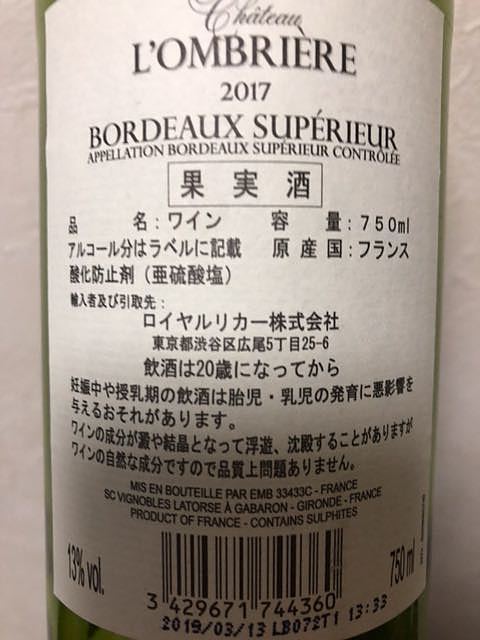 Château
L'OMBRIÈRE
2017
BORDEAUX SUPÉRIEUR
APPELLATION BORDEAUX SUPÉRIEUR CONTRÔLÉE
果実酒
品名:ワイン 容量:750ml
アルコール分はラベルに記載 原産国:フランス
酸化防止剤(亜硫酸塩)
輸入者及び引取先:
ロイヤルリカー株式会社
東京都渋谷区広尾5丁目25-6
飲酒は20歳になってから
妊娠中や授乳期の飲酒は胎児・乳児の発育に悪影響を
与えるおそれがあります。
ワインの成分が澱や結晶となって浮遊、沈殿することがありますが
ワインの自然な成分ですので品質上問題ありません。
MIS EN BOUTEILLE PAR EMB 33433C - FRANCE
SC VIGNOBLES LATORSE À GABARON - GIRONDE - FRANCE
PRODUCT OF FRANCE - CONTAINS SULPHITES
13% vol.
750 ml
3 429671 744360
2019/03/13 LB072T1 13:33